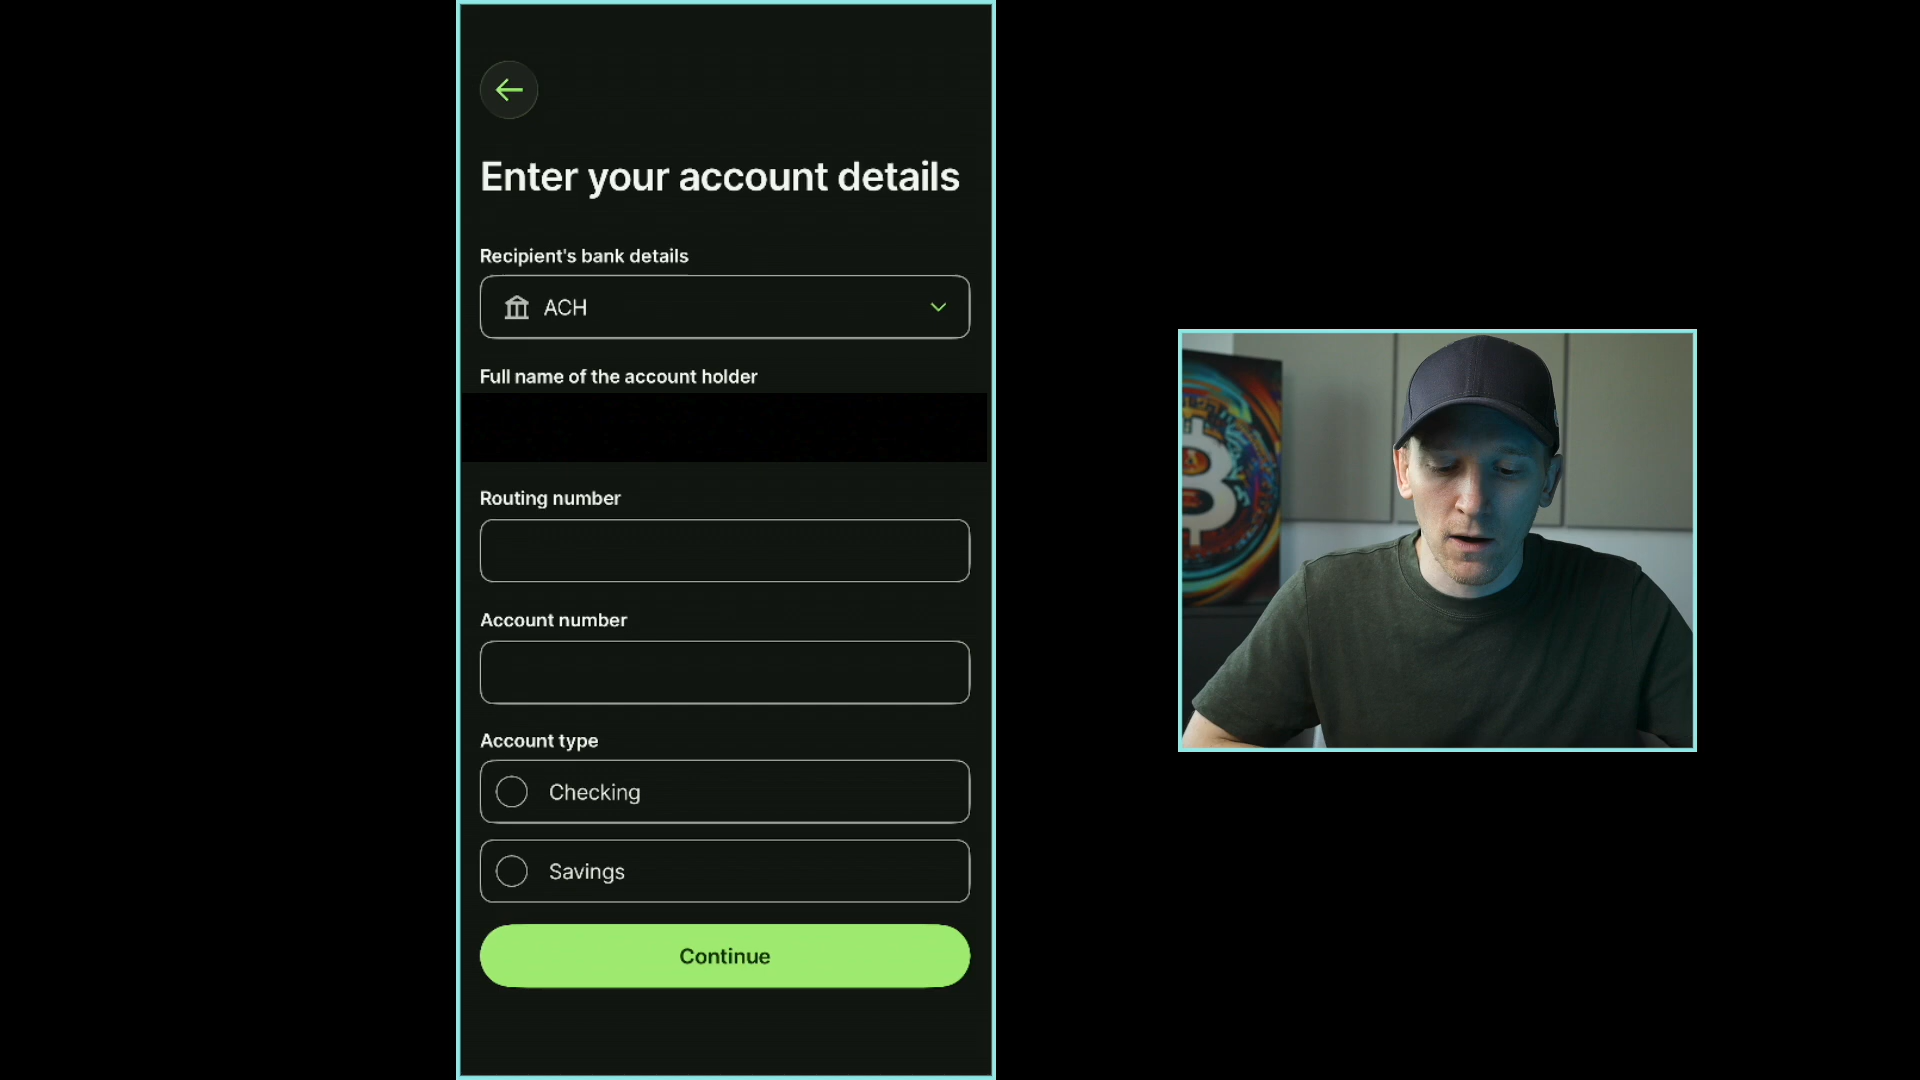 Enter your account details
Recipient's bank details
ACH
Full name of the account holder
Routing number
Account number
Account type
Checking
Savings
Continue